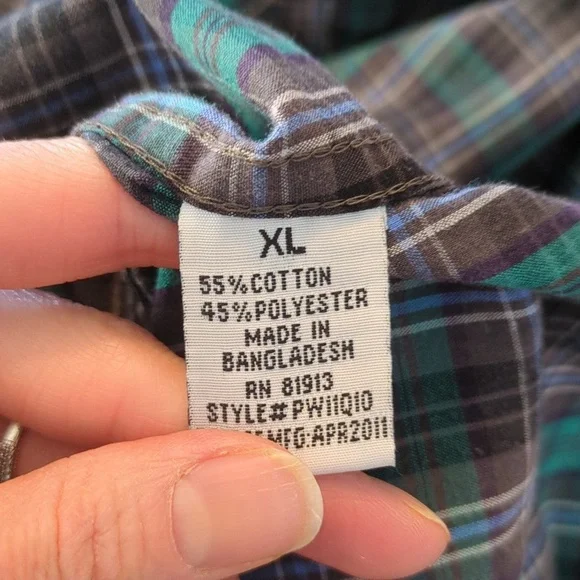 XL
55% COTTON
45% POLYESTER
MADE IN
BANGLADESH
RN 81913
STYLE# PW11Q10
MFG:APR2011